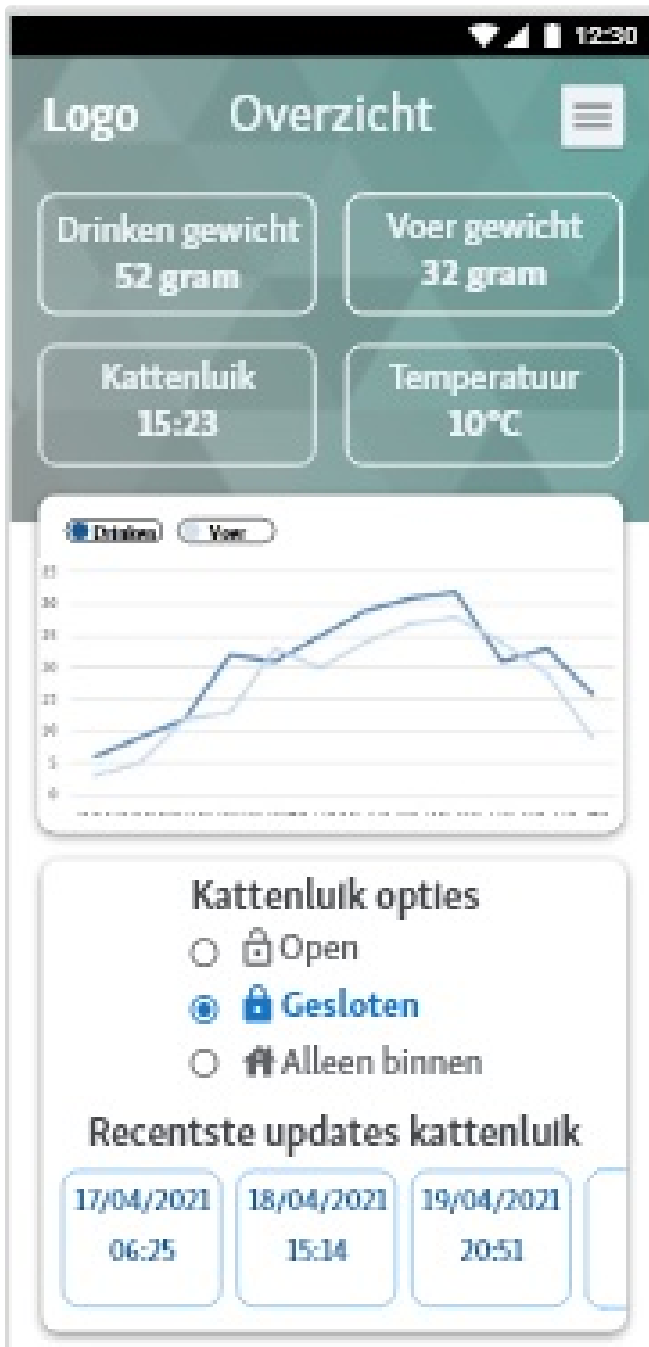 12:30
Logo
Overzicht
Drinken gewicht
52 gram
Voer gewicht
32 gram
Kattenluik
15:23
Temperatuur
10°C
Drinken
Voer
5
0
Kattenluik opties
Open
Gesloten
Alleen binnen
Recentste updates kattenluik
17/04/2021
06:25
18/04/2021
15:14
19/04/2021
20:51